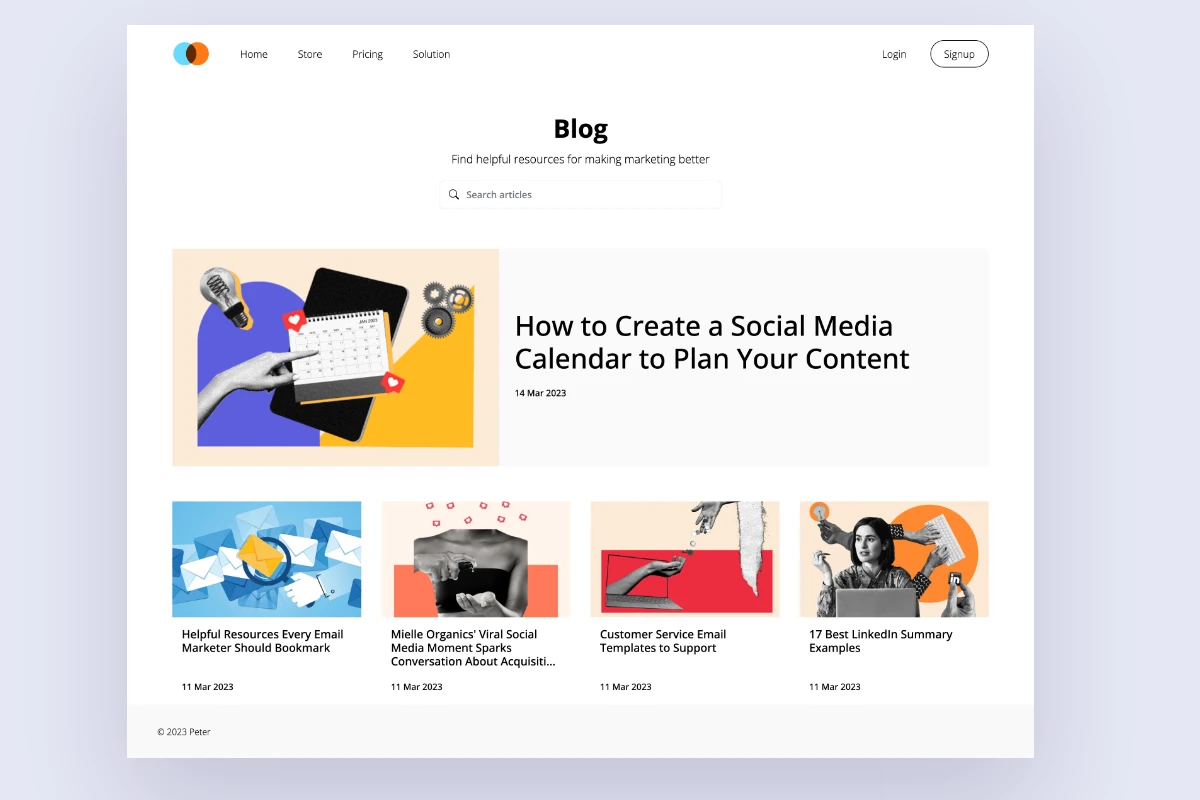 Home Store Pricing Solution Login Signup
Blog
Find helpful resources for making marketing better
Search articles
JAN 2023
How to Create a Social Media
Calendar to Plan Your Content
14 Mar 2023
in
Helpful Resources Every Email
Marketer Should Bookmark
11 Mar 2023
Mielle Organics' Viral Social
Media Moment Sparks
Conversation About Acquisiti...
11 Mar 2023
Customer Service Email
Templates to Support
11 Mar 2023
17 Best LinkedIn Summary
Examples
11 Mar 2023
© 2023 Peter